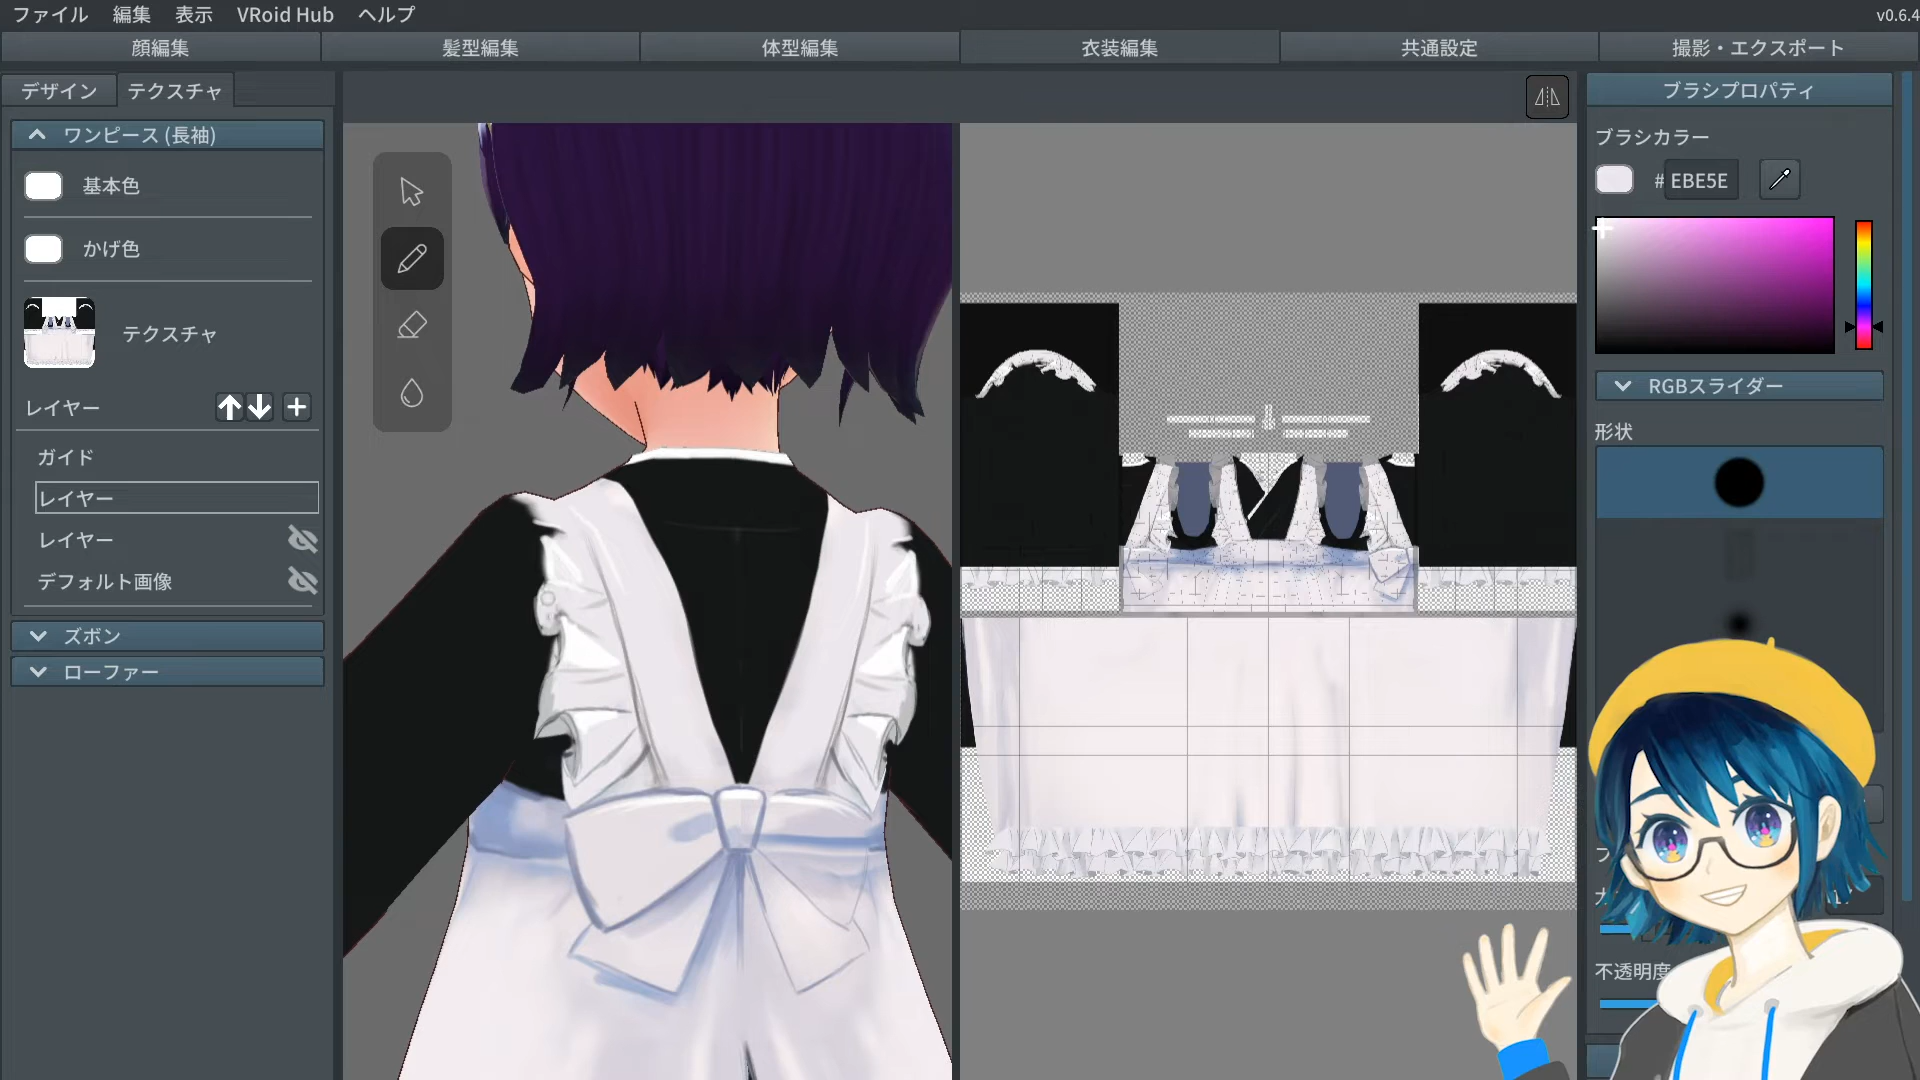 ファイル 編集 表示 VRoid Hub ヘルプ
v0.6.4
顔編集 髪型編集 体型編集 衣装編集 共通設定 撮影・エクスポート
デザイン テクスチャ
ワンピース (長袖)
基本色
かげ色
テクスチャ
レイヤー
ガイド
レイヤー
レイヤー
デフォルト画像
ズボン
ローファー
ブラシプロパティ
ブラシカラー
# EBE5E
RGBスライダー
形状
不透明度